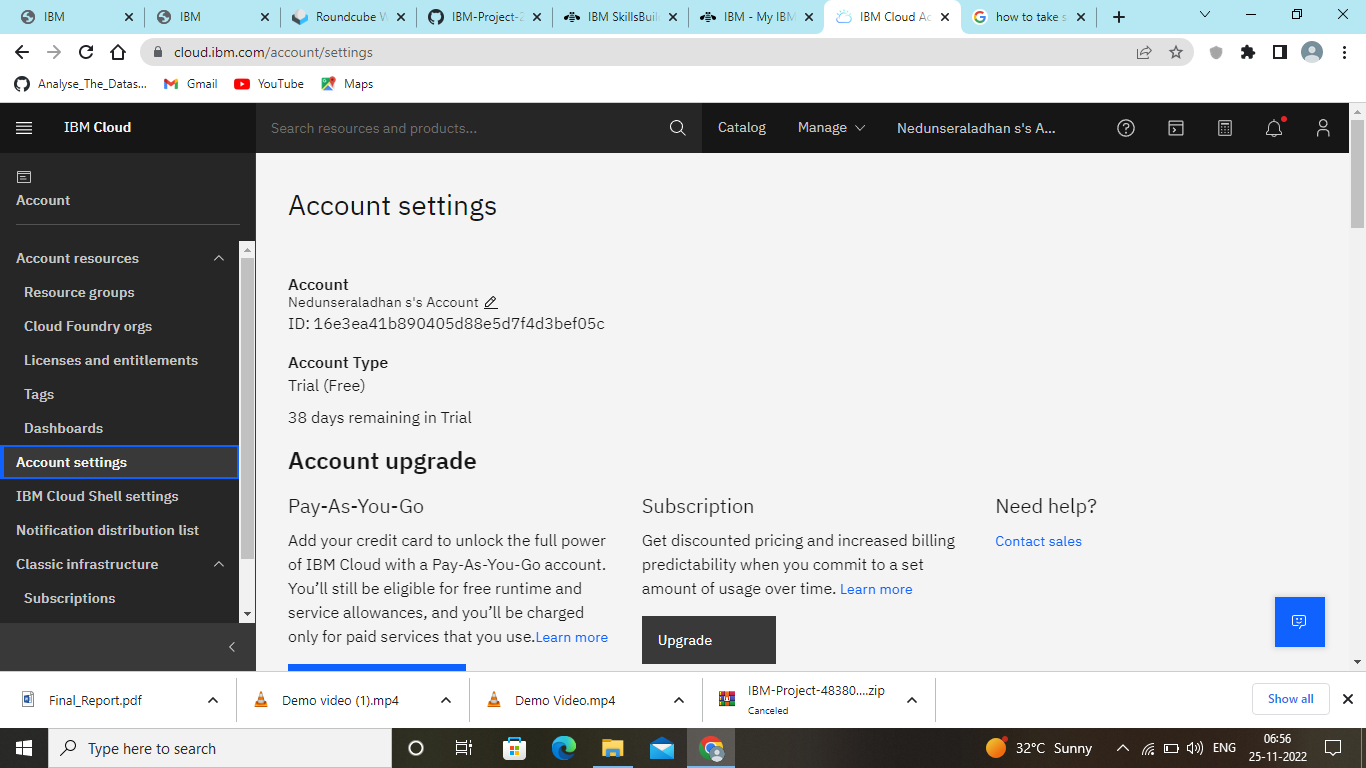 IBM
IBM
Roundcube W
IBM-Project-2
IBM SkillsBuil
IBM - My IBM
IBM Cloud Ac
how to take s
cloud.ibm.com/account/settings
Analyse_The_Datas...
Gmail
YouTube
Maps
IBM Cloud
Search resources and products...
Catalog
Manage
Nedunseraladhan s's A...
Account
Account resources
Resource groups
Cloud Foundry orgs
Licenses and entitlements
Tags
Dashboards
Account settings
IBM Cloud Shell settings
Notification distribution list
Classic infrastructure
Subscriptions
Account settings
Account
Nedunseraladhan s's Account
ID: 16e3ea41b890405d88e5d7f4d3bef05c
Account Type
Trial (Free)
38 days remaining in Trial
Account upgrade
Pay-As-You-Go
Add your credit card to unlock the full power
of IBM Cloud with a Pay-As-You-Go account.
You’ll still be eligible for free runtime and
service allowances, and you’ll be charged
only for paid services that you use.Learn more
Subscription
Get discounted pricing and increased billing
predictability when you commit to a set
amount of usage over time. Learn more
Upgrade
Need help?
Contact sales
Final_Report.pdf
Demo video (1).mp4
Demo Video.mp4
IBM-Project-48380....zip
Canceled
Show all
Type here to search
32°C Sunny
ENG
06:56
25-11-2022